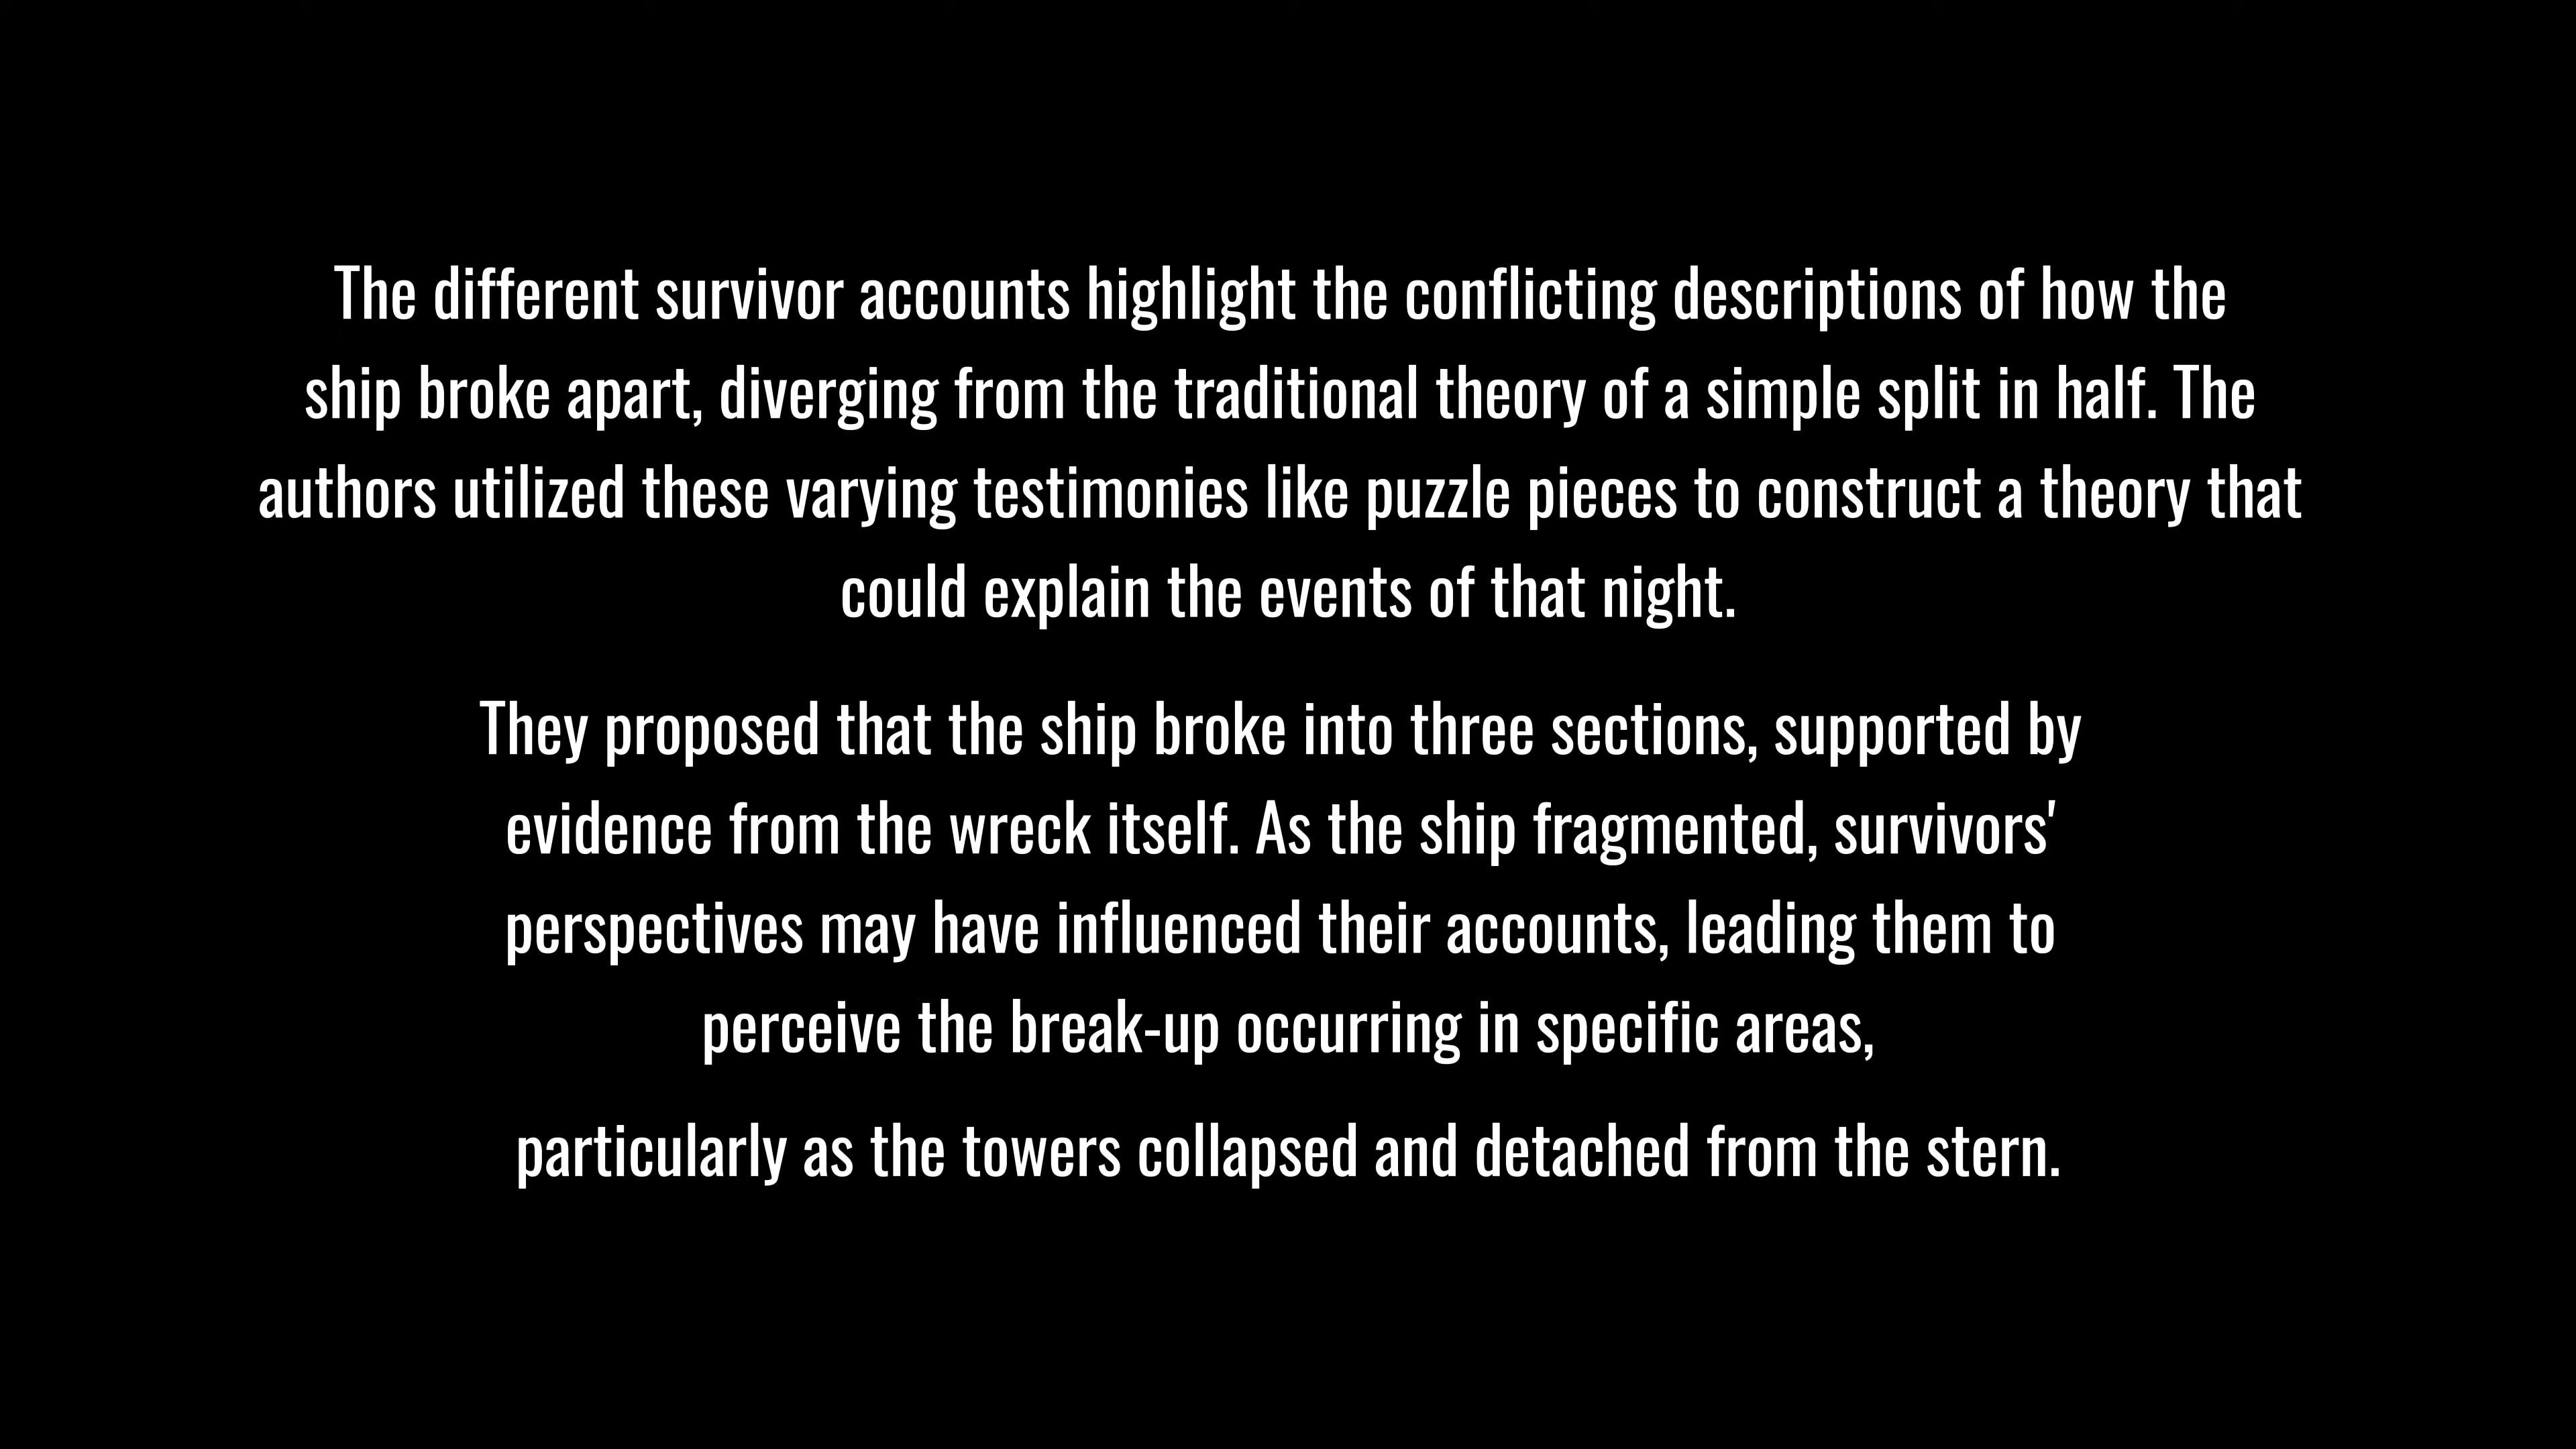 The different survivor accounts highlight the conflicting descriptions of how the
ship broke apart, diverging from the traditional theory of a simple split in half. The
authors utilized these varying testimonies like puzzle pieces to construct a theory that
could explain the events of that night.
They proposed that the ship broke into three sections, supported by
evidence from the wreck itself. As the ship fragmented, survivors'
perspectives may have influenced their accounts, leading them to
perceive the break-up occurring in specific areas,
particularly as the towers collapsed and detached from the stern.